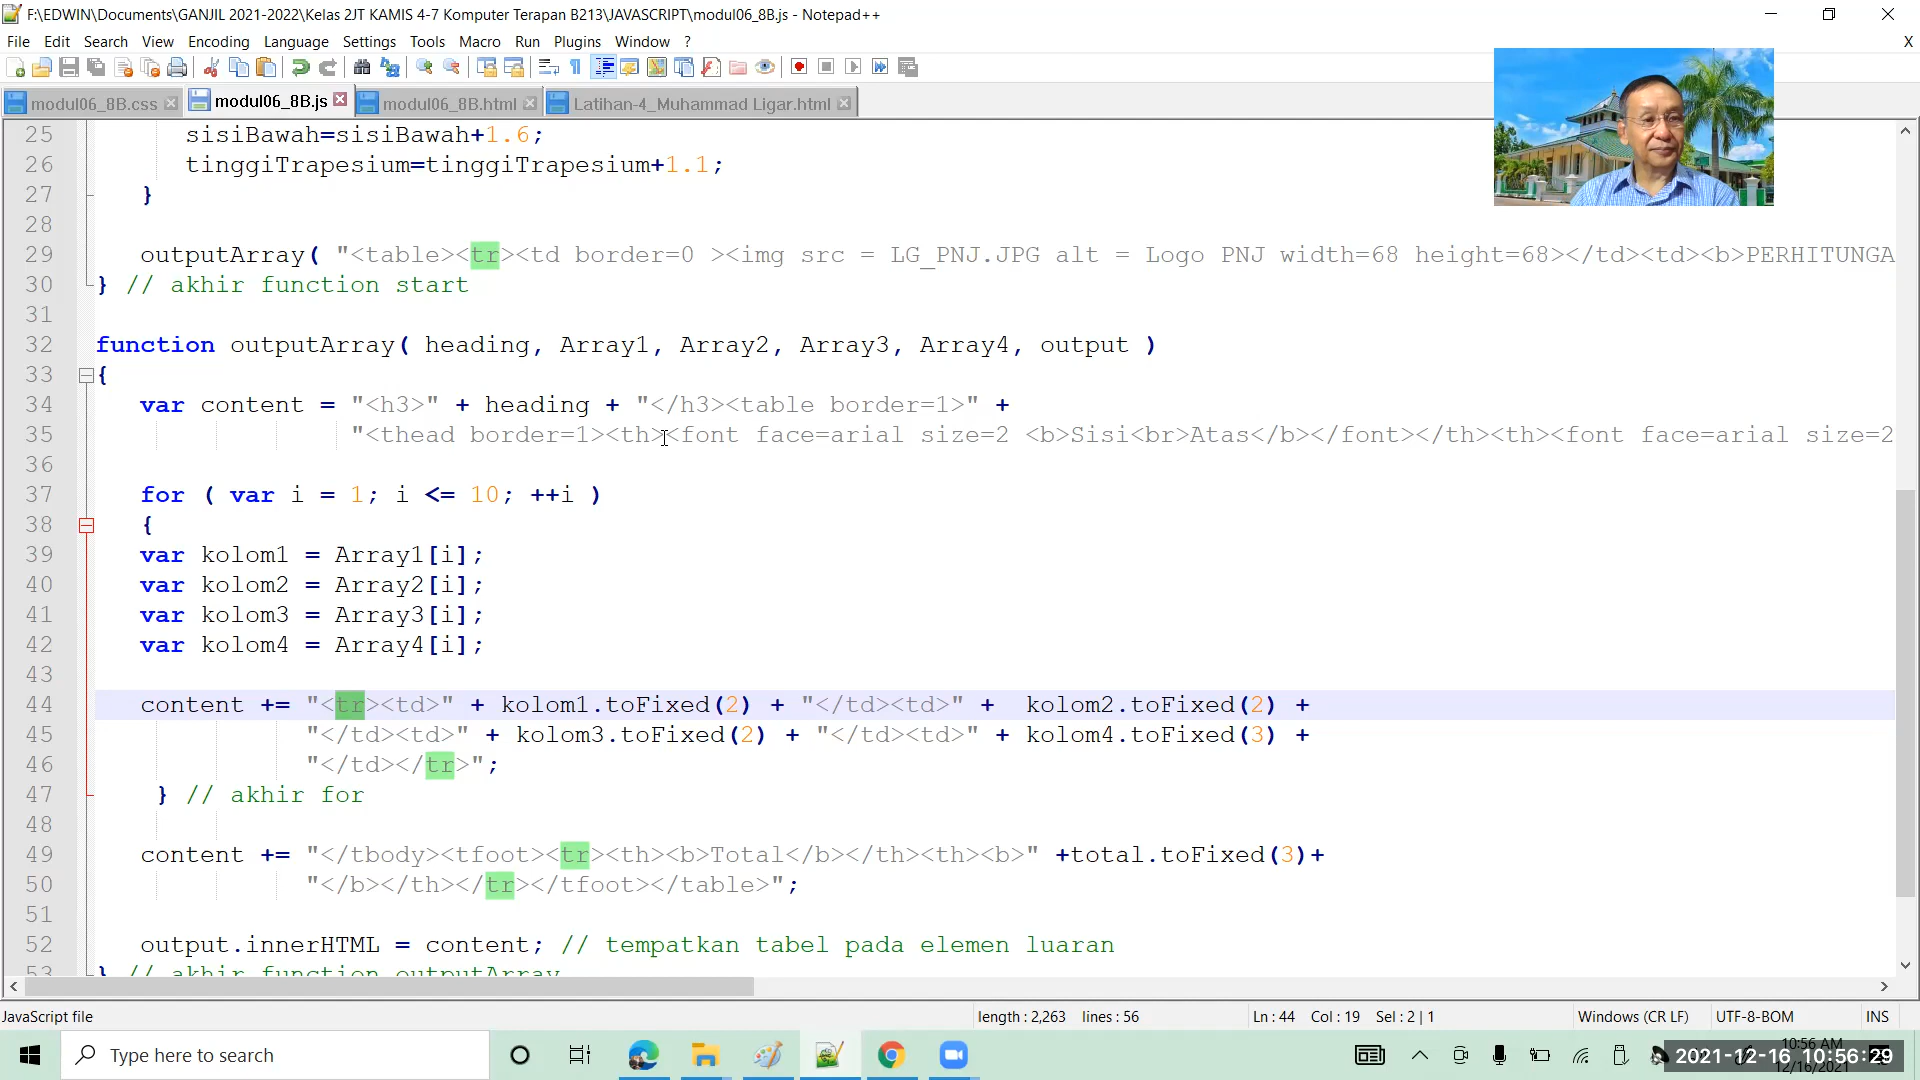 F:\EDWIN\Documents\GANJIL 2021-2022\Kelas 2JT KAMIS 4-7 Komputer Terapan B213\JAVASCRIPT\modul06_8B.js - Notepad++
File Edit Search View Encoding Language Settings Tools Macro Run Plugins Window ? X
modul06_8B.css modul06_8B.js modul06_8B.html Latihan-4_Muhammad Ligar.html
25 sisiBawah=sisiBawah+1.6;
26 tinggiTrapesium=tinggiTrapesium+1.1;
27 }
28
29 outputArray( "<table><tr><td border=0 ><img src = LG_PNJ.JPG alt = Logo PNJ width=68 height=68></td><td><b>PERHITUNGA
30 } // akhir function start
31
32 function outputArray( heading, Array1, Array2, Array3, Array4, output )
33 {
34 var content = "<h3>" + heading + "</h3><table border=1>" +
35 "<thead border=1><th><font face=arial size=2 <b>Sisi<br>Atas</b></font></th><th><font face=arial size=2
36
37 for ( var i = 1; i <= 10; ++i )
38 {
39 var kolom1 = Array1[i];
40 var kolom2 = Array2[i];
41 var kolom3 = Array3[i];
42 var kolom4 = Array4[i];
43
44 content += "<tr><td>" + kolom1.toFixed(2) + "</td><td>" + kolom2.toFixed(2) +
45 "</td><td>" + kolom3.toFixed(2) + "</td><td>" + kolom4.toFixed(3) +
46 "</td></tr>";
47 } // akhir for
48
49 content += "</tbody><tfoot><tr><th><b>Total</b></th><th><b>" +total.toFixed(3)+
50 "</b></th></tr></tfoot></table>";
51
52 output.innerHTML = content; // tempatkan tabel pada elemen luaran
53 } // akhir function outputArray
JavaScript file length : 2,263 lines : 56 Ln : 44 Col : 19 Sel : 2 | 1 Windows (CR LF) UTF-8-BOM INS
Type here to search
10:56 AM
2021-12-16 10:56:29